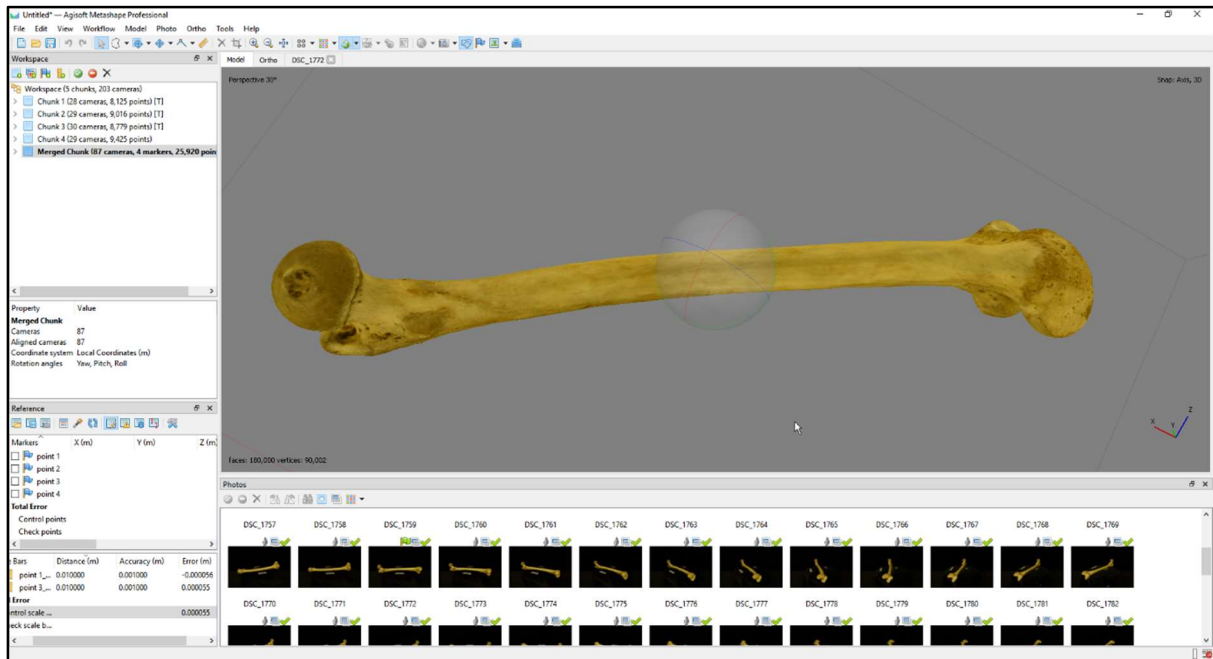 Untitled* — Agisoft Metashape Professional
File Edit View Workflow Model Photo Ortho Tools Help
Workspace
Model Ortho DSC_1772
Perspective 30°
Snap: Axis, 3D
Workspace (5 chunks, 203 cameras)
Chunk 1 (28 cameras, 8,125 points) [T]
Chunk 2 (29 cameras, 9,016 points) [T]
Chunk 3 (30 cameras, 8,779 points) [T]
Chunk 4 (29 cameras, 9,425 points)
Merged Chunk (87 cameras, 4 markers, 25,920 poin
Property Value
Merged Chunk
Cameras 87
Aligned cameras 87
Coordinate system Local Coordinates (m)
Rotation angles Yaw, Pitch, Roll
Reference
Markers X (m) Y (m) Z (m)
point 1
point 2
point 3
point 4
Total Error
Control points
Check points
Bars Distance (m) Accuracy (m) Error (m)
point 1_... 0.010000 0.001000 -0.000056
point 3_... 0.010000 0.001000 0.000055
Error
ntrol scale ... 0.000055
eck scale b...
X Y Z
faces: 180,000 vertices: 90,002
Photos
DSC_1757 DSC_1758 DSC_1759 DSC_1760 DSC_1761 DSC_1762 DSC_1763 DSC_1764 DSC_1765 DSC_1766 DSC_1767 DSC_1768 DSC_1769
DSC_1770 DSC_1771 DSC_1772 DSC_1773 DSC_1774 DSC_1775 DSC_1776 DSC_1777 DSC_1778 DSC_1779 DSC_1780 DSC_1781 DSC_1782